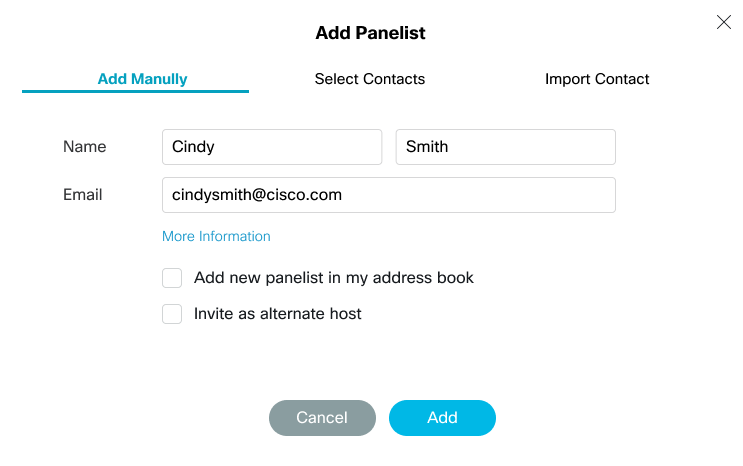 Add Panelist
Add Manully Select Contacts Import Contact
Name Cindy Smith
Email cindysmith@cisco.com
More Information
Add new panelist in my address book
Invite as alternate host
Cancel Add